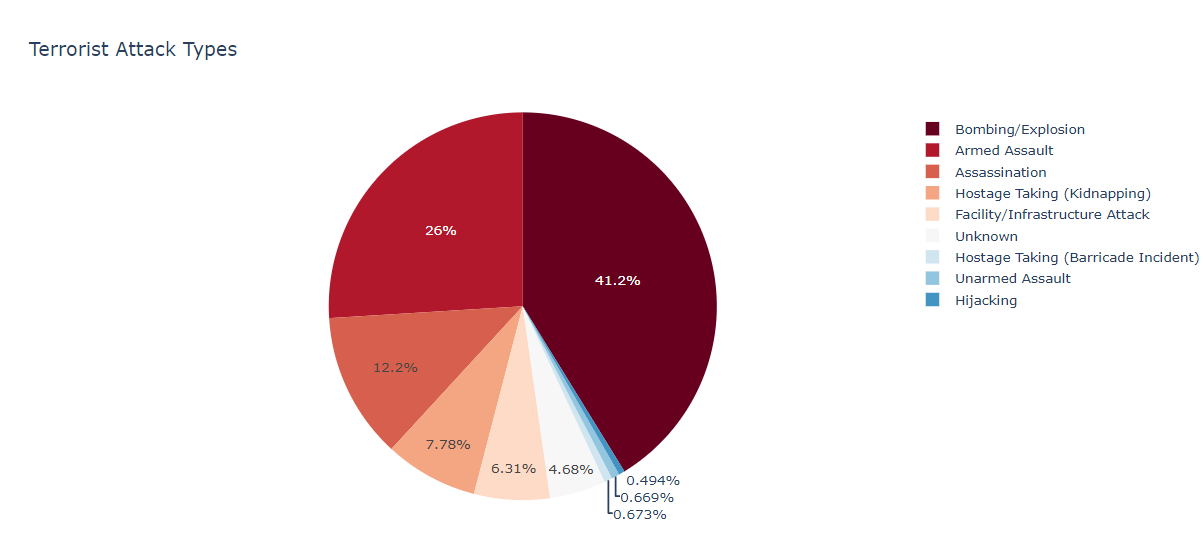 Terrorist Attack Types
Bombing/Explosion
Armed Assault
Assassination
Hostage Taking (Kidnapping)
Facility/Infrastructure Attack
Unknown
Hostage Taking (Barricade Incident)
Unarmed Assault
Hijacking
26%
41.2%
12.2%
7.78%
6.31%
4.68%
0.494%
0.669%
0.673%